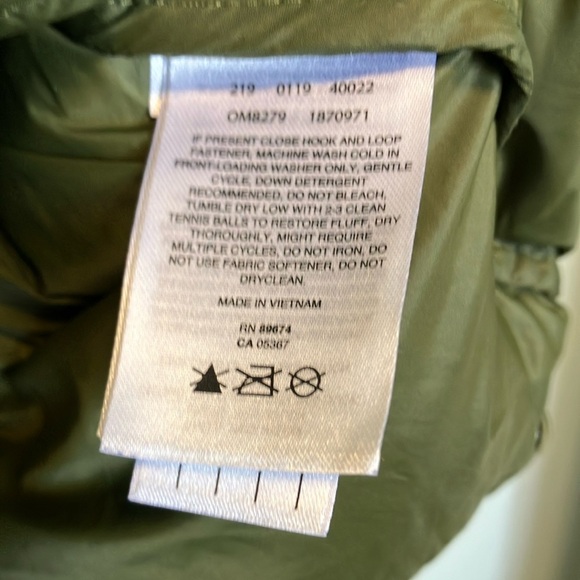 219 0119 40022
OM8279 1870971
IF PRESENT CLOSE HOOK AND LOOP
FASTENER, MACHINE WASH COLD IN
FRONT-LOADING WASHER ONLY, GENTLE
CYCLE, DOWN DETERGENT
RECOMMENDED, DO NOT BLEACH,
TUMBLE DRY LOW WITH 2-3 CLEAN
TENNIS BALLS TO RESTORE FLUFF, DRY
THOROUGHLY, MIGHT REQUIRE
MULTIPLE CYCLES, DO NOT IRON, DO
NOT USE FABRIC SOFTENER, DO NOT
DRYCLEAN.
MADE IN VIETNAM
RN 89674
CA 05367